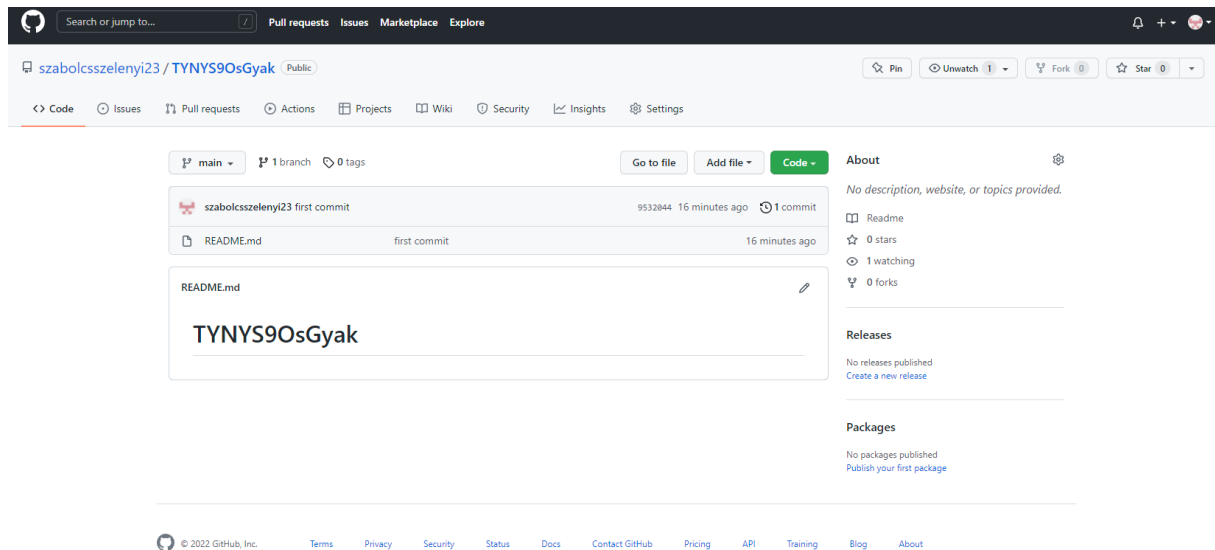 Search or jump to... / Pull requests Issues Marketplace Explore
szabolcsszelenyi23 / TYNYS9OsGyak Public Pin Unwatch 1 Fork 0 Star 0
<> Code Issues Pull requests Actions Projects Wiki Security Insights Settings
main 1 branch 0 tags Go to file Add file Code
szabolcsszelenyi23 first commit 9532044 16 minutes ago 1 commit
README.md first commit 16 minutes ago
README.md
TYNYS9OsGyak
About
No description, website, or topics provided.
Readme
0 stars
1 watching
0 forks
Releases
No releases published
Create a new release
Packages
No packages published
Publish your first package
© 2022 GitHub, Inc. Terms Privacy Security Status Docs Contact GitHub Pricing API Training Blog About